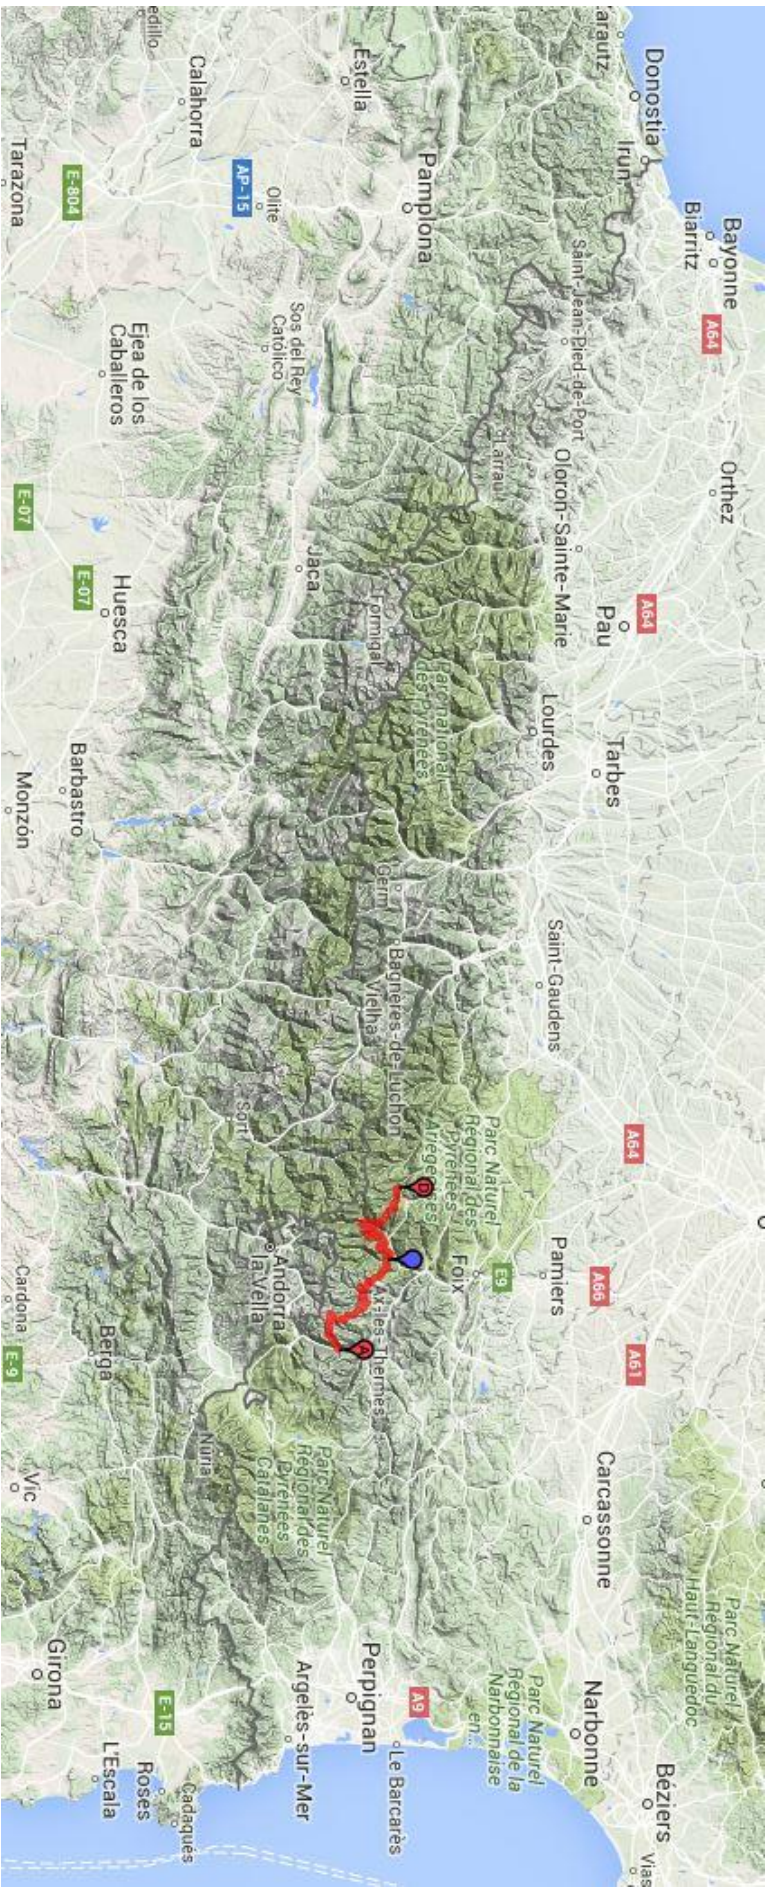 edillo.
Calahorra
Tarazona
E-804
Estella
AP-15
Olite
Pamplona
arautz
Donostia
Irun
Biarritz
Bayonne
A64
Saint-Jean-Pied-de-Port
Sos del Rey
Católico
Ejea de los
Caballeros
Larrau
Oloron-Sainte-Marie
Orthez
E-07
E-07
Huesca
Jaca
Formigal
Pau
A64
Parc national
des Pyrénées
Lourdes
Tarbes
Barbastro
Monzón
Germ
Bagnères-de-Luchon
Vielha
Saint-Gaudens
Sort
Parc Naturel
Régional des
Pyrénées
Ariégeoises
A64
D
Foix
E9
Pamiers
A66
A61
Andorra
la Vella
Ax-les-Thermes
A
Cardona
E-9
Berga
Vic
Núria
Parc Naturel
Régional des
Pyrénées
Catalanes
Carcassonne
Parc Naturel
Régional du
Haut-Languedoc
Girona
E-15
Argelès-sur-Mer
Perpignan
A9
Le Barcarès
Parc Naturel
Régional de la
Narbonnaise
en...
Narbonne
Béziers
Vias
L'Escala
Roses
Cadaqués